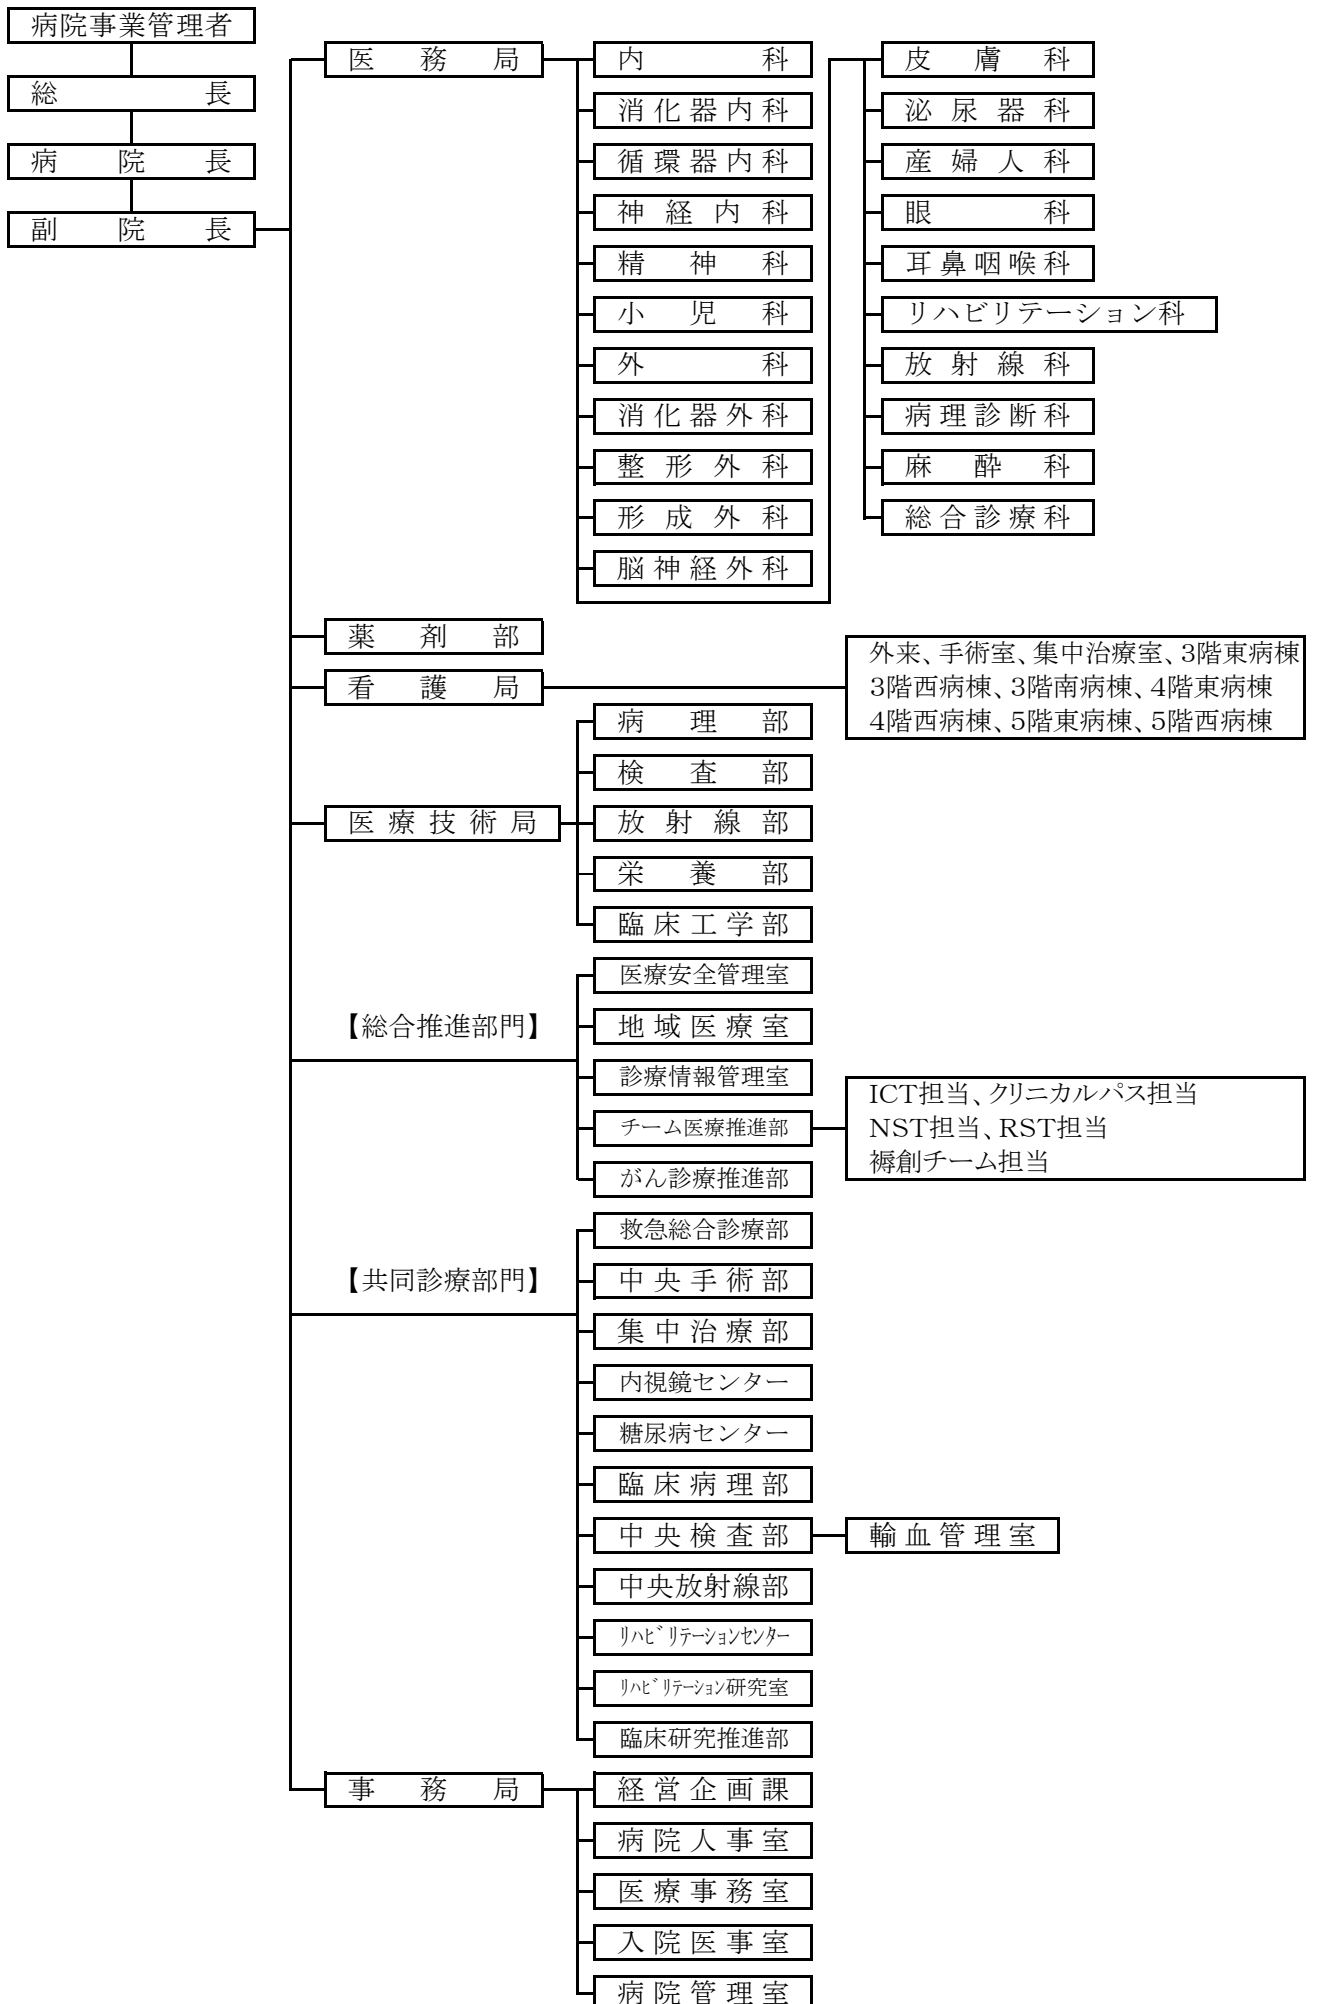 病院事業管理者
総長
病院長
副院長
医務局
内科
消化器内科
循環器内科
神経内科
精神科
小児科
外科
消化器外科
整形外科
形成外科
脳神経外科
皮膚科
泌尿器科
産婦人科
眼科
耳鼻咽喉科
リハビリテーション科
放射線科
病理診断科
麻酔科
総合診療科
薬剤部
看護局
外来、手術室、集中治療室、3階東病棟
3階西病棟、3階南病棟、4階東病棟
4階西病棟、5階東病棟、5階西病棟
医療技術局
病理部
検査部
放射線部
栄養部
臨床工学部
【総合推進部門】
医療安全管理室
地域医療室
診療情報管理室
チーム医療推進部
ICT担当、クリニカルパス担当
NST担当、RST担当
褥創チーム担当
がん診療推進部
【共同診療部門】
救急総合診療部
中央手術部
集中治療部
内視鏡センター
糖尿病センター
臨床病理部
中央検査部
輸血管理室
中央放射線部
ﾘﾊﾋﾞﾘﾃｰｼｮﾝｾﾝﾀｰ
ﾘﾊﾋﾞﾘﾃｰｼｮﾝ研究室
臨床研究推進部
事務局
経営企画課
病院人事室
医療事務室
入院医事室
病院管理室